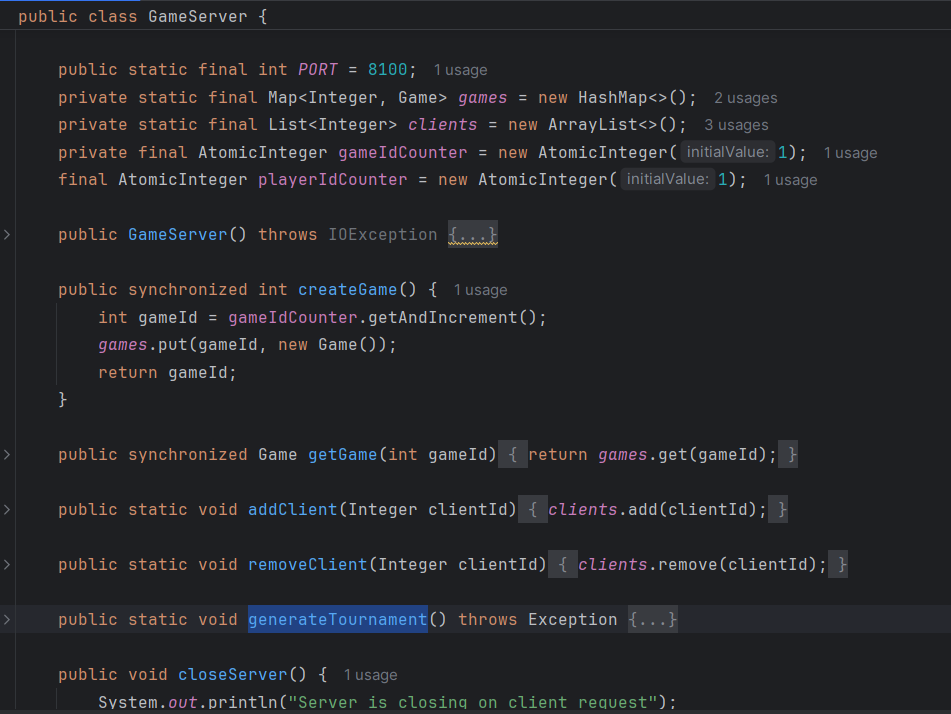 public class GameServer {
public static final int PORT = 8100; 1 usage
private static final Map<Integer, Game> games = new HashMap<>(); 2 usages
private static final List<Integer> clients = new ArrayList<>(); 3 usages
private final AtomicInteger gameIdCounter = new AtomicInteger( initialValue: 1); 1 usage
final AtomicInteger playerIdCounter = new AtomicInteger( initialValue: 1); 1 usage
public GameServer() throws IOException {...}
public synchronized int createGame() { 1 usage
int gameId = gameIdCounter.getAndIncrement();
games.put(gameId, new Game());
return gameId;
}
public synchronized Game getGame(int gameId) { return games.get(gameId); }
public static void addClient(Integer clientId) { clients.add(clientId); }
public static void removeClient(Integer clientId) { clients.remove(clientId); }
public static void generateTournament() throws Exception {...}
public void closeServer() { 1 usage
System.out.println("Server is closing on client request");